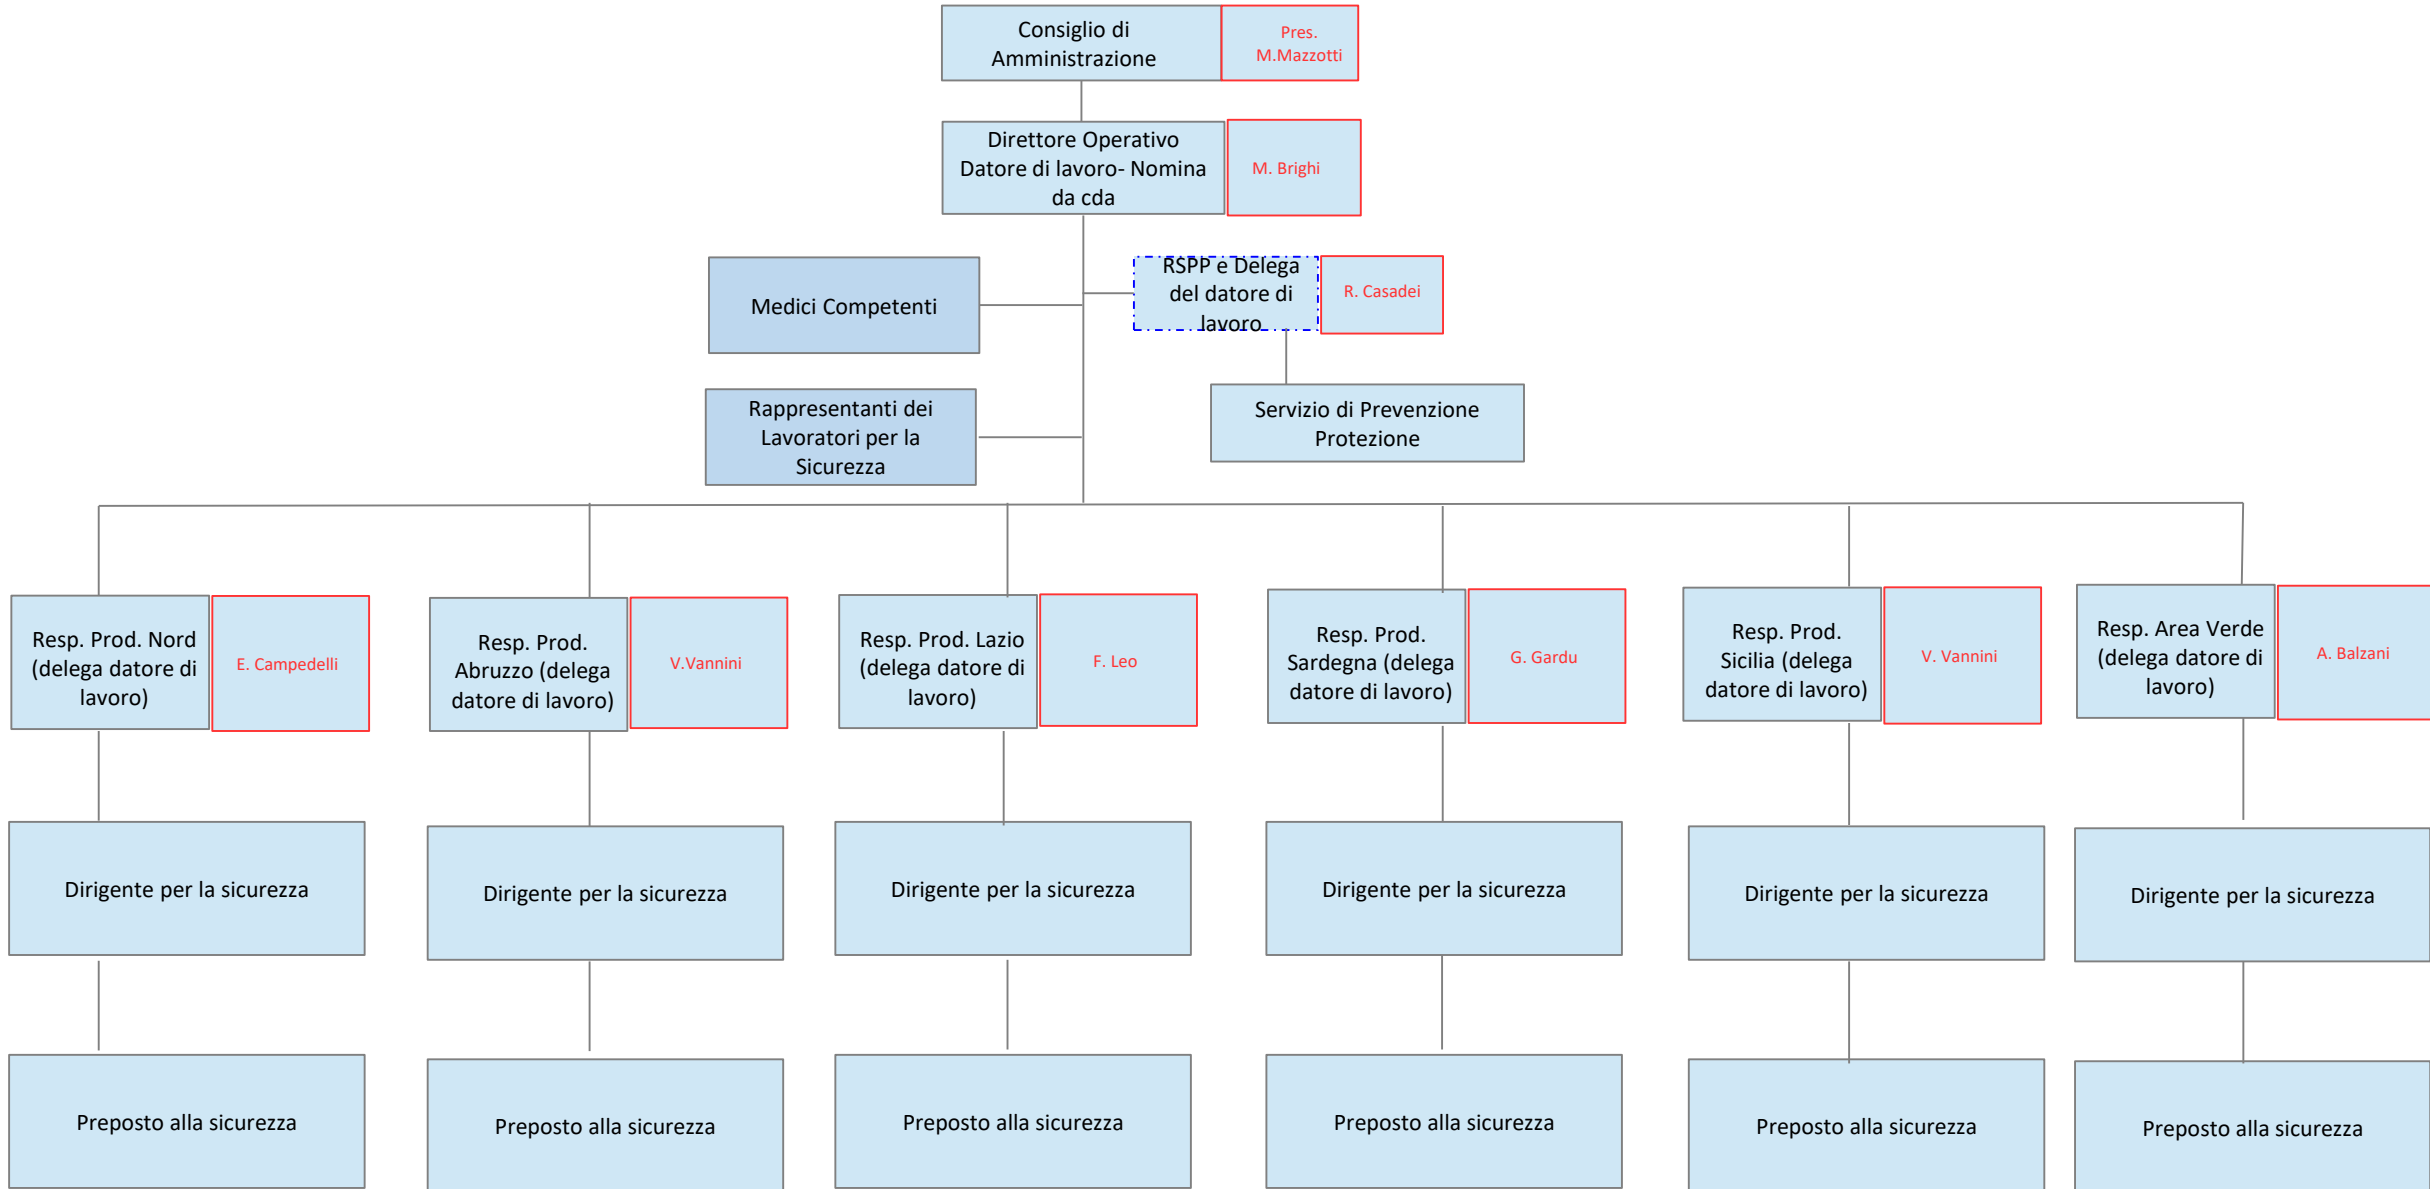 Consiglio di
Amministrazione
Pres.
M.Mazzotti
Direttore Operativo
Datore di lavoro- Nomina
da cda
M. Brighi
Medici Competenti
RSPP e Delega
del datore di
lavoro
R. Casadei
Rappresentanti dei
Lavoratori per la
Sicurezza
Servizio di Prevenzione
Protezione
Resp. Prod. Nord
(delega datore di
lavoro)
E. Campedelli
Resp. Prod.
Abruzzo (delega
datore di lavoro)
V.Vannini
Resp. Prod. Lazio
(delega datore di
lavoro)
F. Leo
Resp. Prod.
Sardegna (delega
datore di lavoro)
G. Gardu
Resp. Prod.
Sicilia (delega
datore di lavoro)
V. Vannini
Resp. Area Verde
(delega datore di
lavoro)
A. Balzani
Dirigente per la sicurezza
Dirigente per la sicurezza
Dirigente per la sicurezza
Dirigente per la sicurezza
Dirigente per la sicurezza
Dirigente per la sicurezza
Preposto alla sicurezza
Preposto alla sicurezza
Preposto alla sicurezza
Preposto alla sicurezza
Preposto alla sicurezza
Preposto alla sicurezza